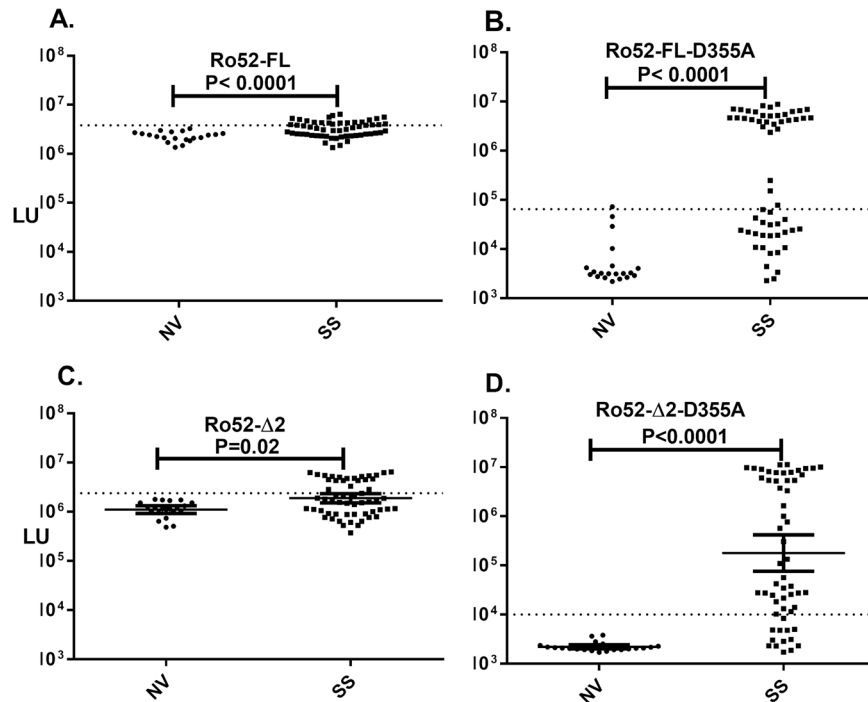 A.
Ro52-FL
P< 0.0001
10⁸
10⁷
10⁶
10⁵
LU
10⁴
10³
NV SS
B.
Ro52-FL-D355A
P< 0.0001
10⁸
10⁷
10⁶
10⁵
10⁴
10³
NV SS
C.
Ro52-Δ2
P=0.02
10⁸
10⁷
10⁶
LU
10⁵
10⁴
10³
NV SS
D.
Ro52-Δ2-D355A
P<0.0001
10⁸
10⁷
10⁶
10⁵
10⁴
10³
NV SS